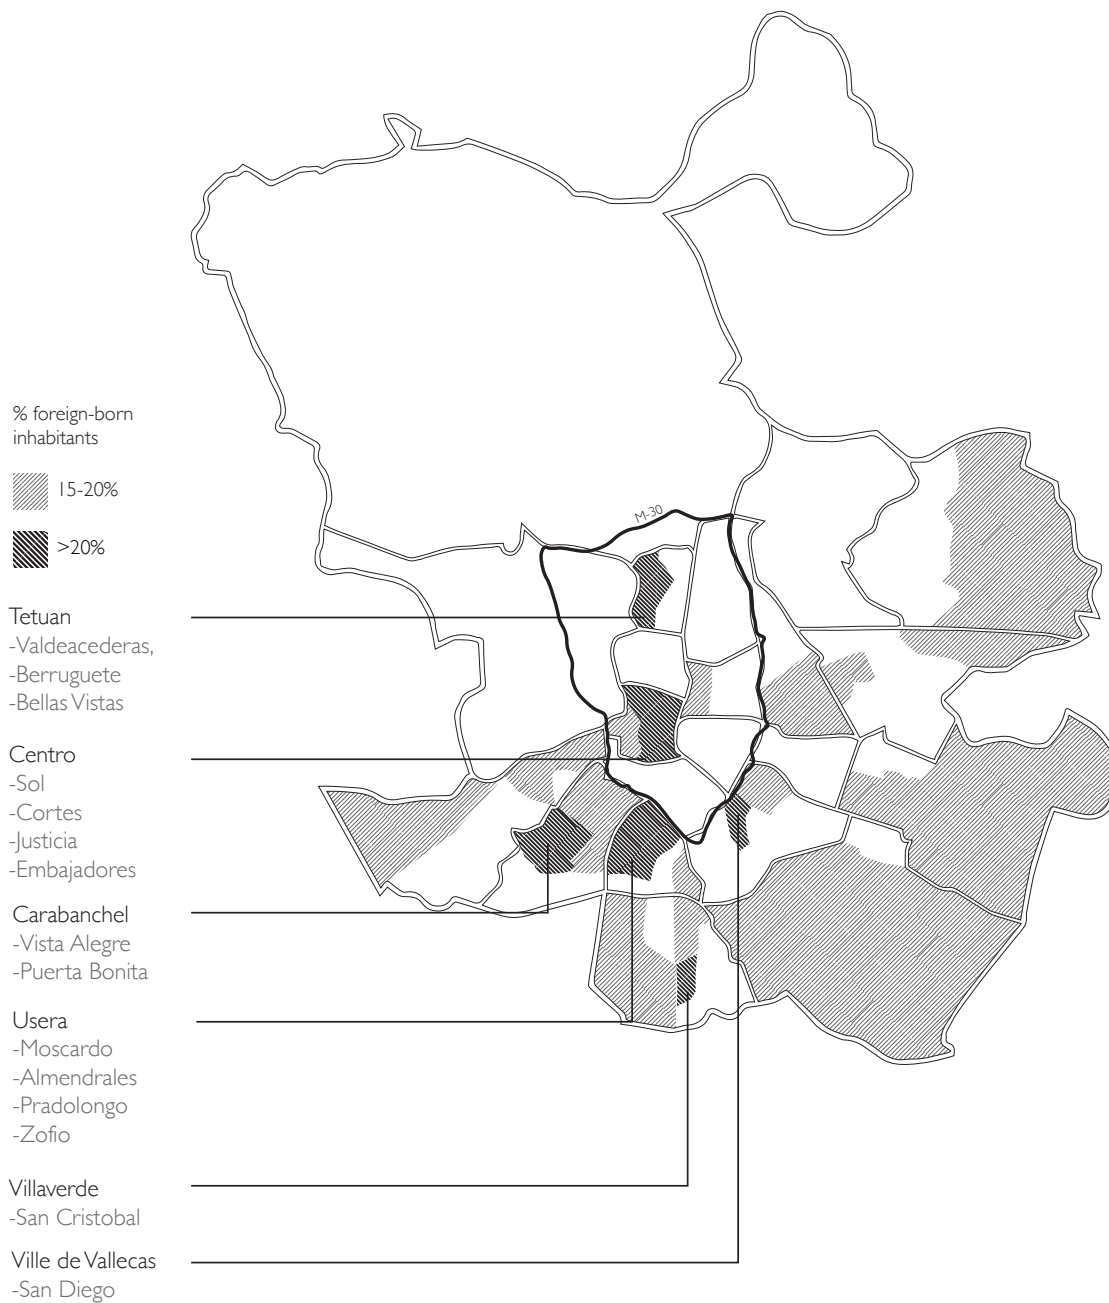 % foreign-born
inhabitants
15-20%
>20%
M-30
Tetuan
-Valdeacederas,
-Berruguete
-Bellas Vistas
Centro
-Sol
-Cortes
-Justicia
-Embajadores
Carabanchel
-Vista Alegre
-Puerta Bonita
Usera
-Moscardo
-Almendrales
-Pradolongo
-Zofio
Villaverde
-San Cristobal
Ville de Vallecas
-San Diego